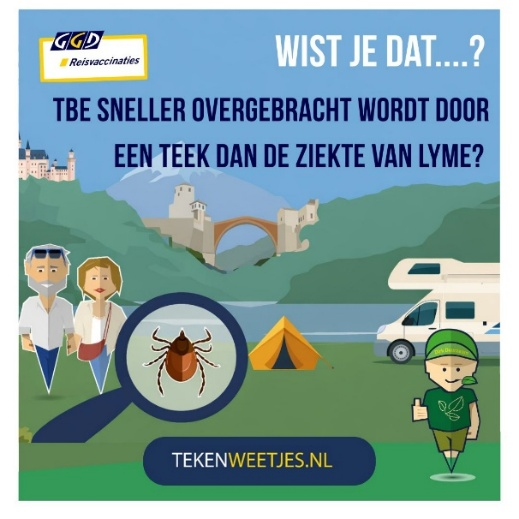 GGD
Reisvaccinaties
WIST JE DAT....?
TBE SNELLER OVERGEBRACHT WORDT DOOR
EEN TEEK DAN DE ZIEKTE VAN LYME?
TEKENWEETJES.NL